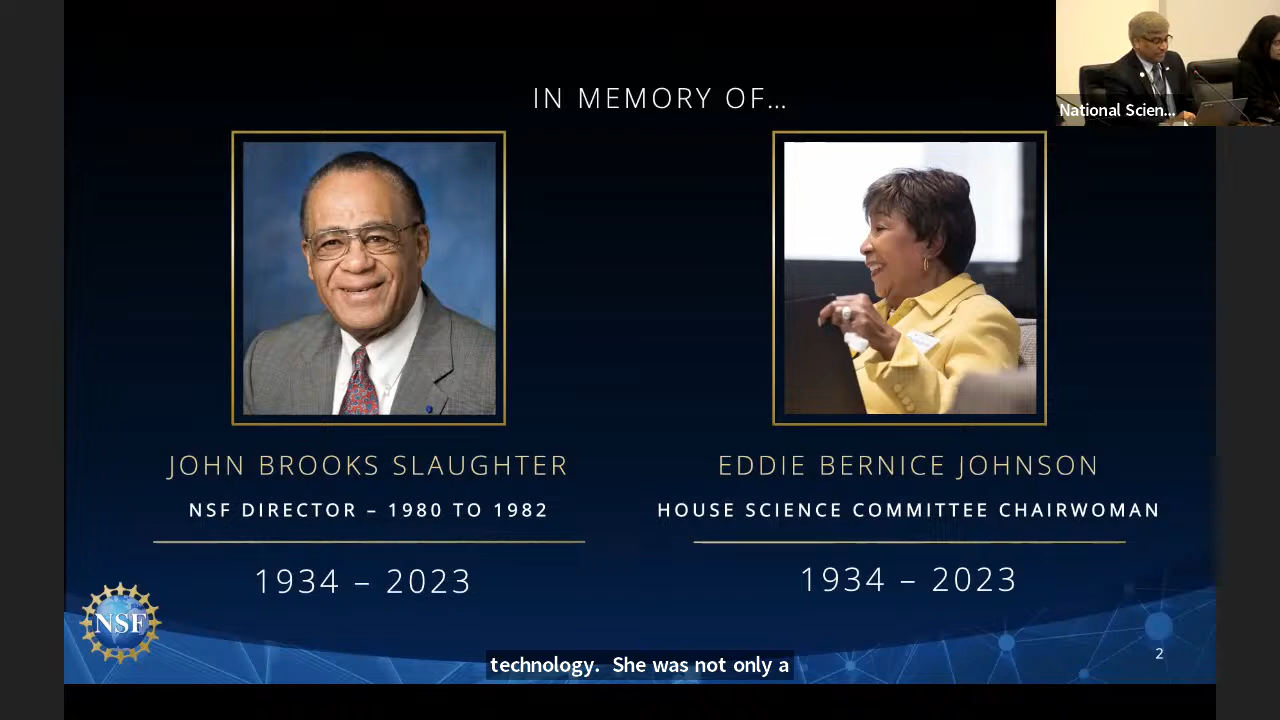 IN MEMORY OF…
National Scien...
JOHN BROOKS SLAUGHTER
NSF DIRECTOR – 1980 TO 1982
1934 – 2023
EDDIE BERNICE JOHNSON
HOUSE SCIENCE COMMITTEE CHAIRWOMAN
1934 – 2023
NSF
technology. She was not only a
2